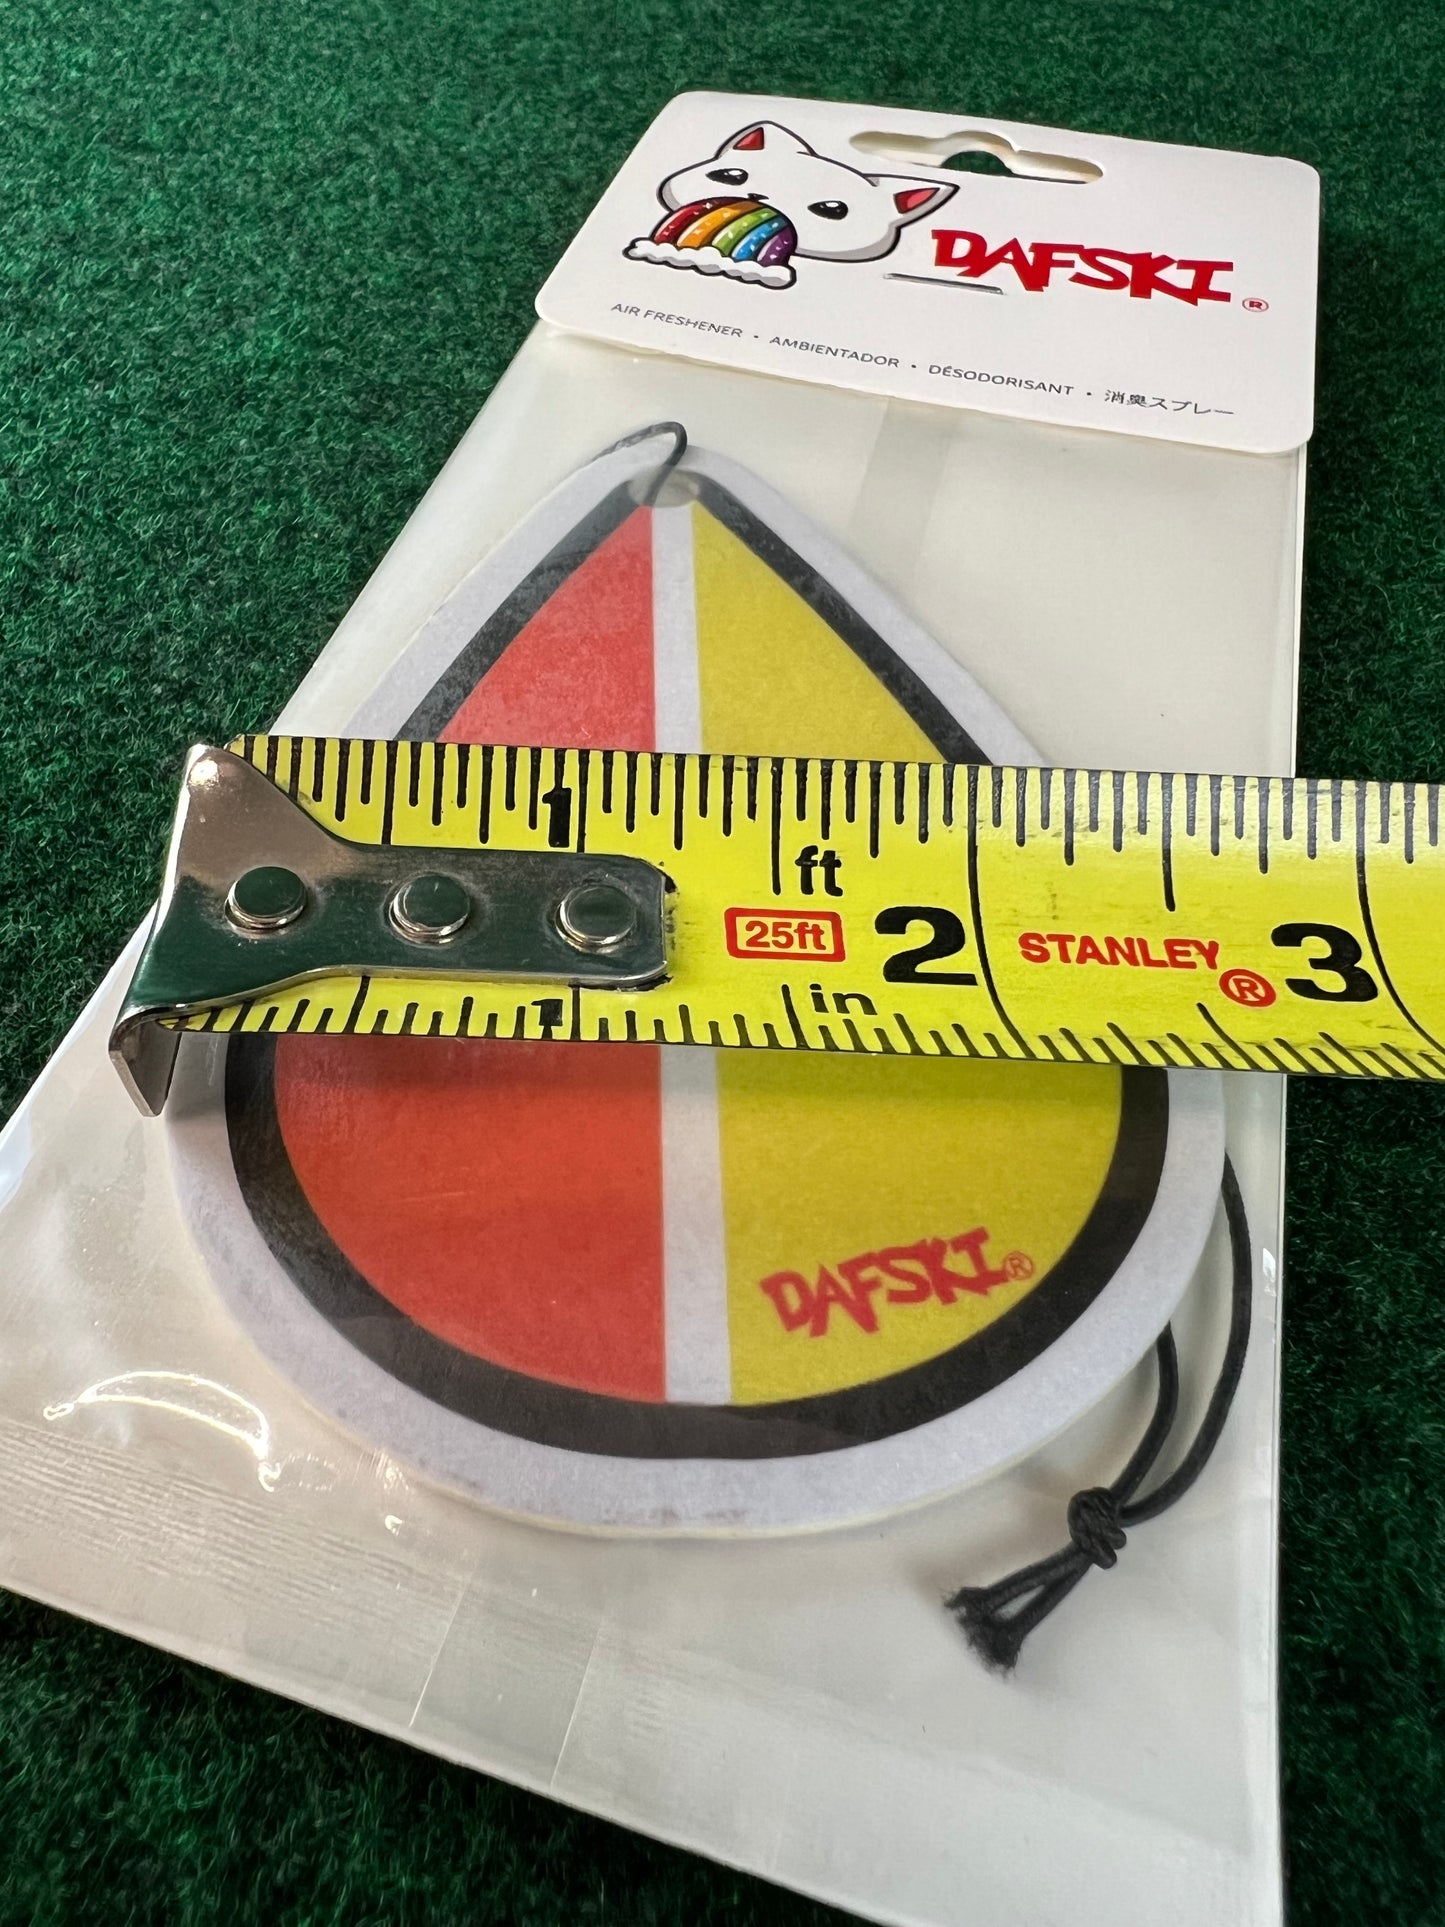 DAFSKI®
AIR FRESHENER • AMBIENTADOR • DÉSODORISANT • 消臭スプレー
1
ft
25ft
2
STANLEY®
3
1
in
DAFSKI®